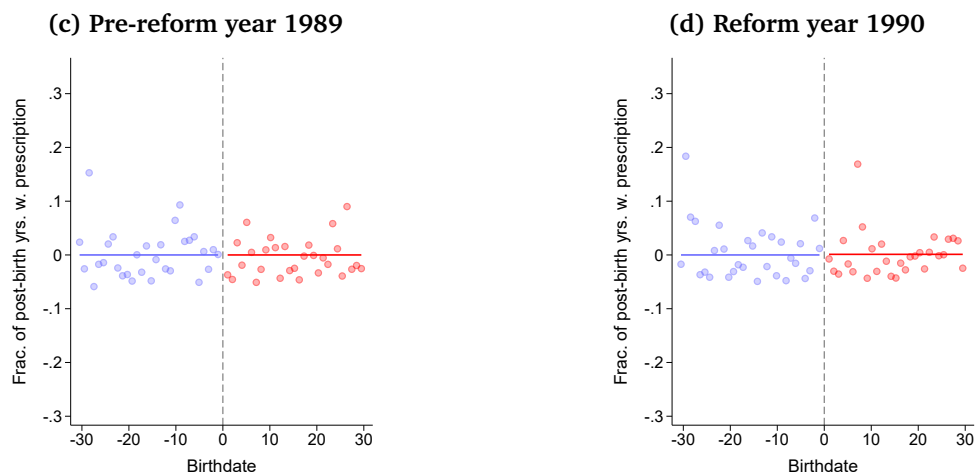 (c) Pre-reform year 1989
Frac. of post-birth yrs. w. prescription
.3
.2
.1
0
-.1
-.2
-.3
-30 -20 -10 0 10 20 30
Birthdate
(d) Reform year 1990
Frac. of post-birth yrs. w. prescription
.3
.2
.1
0
-.1
-.2
-.3
-30 -20 -10 0 10 20 30
Birthdate